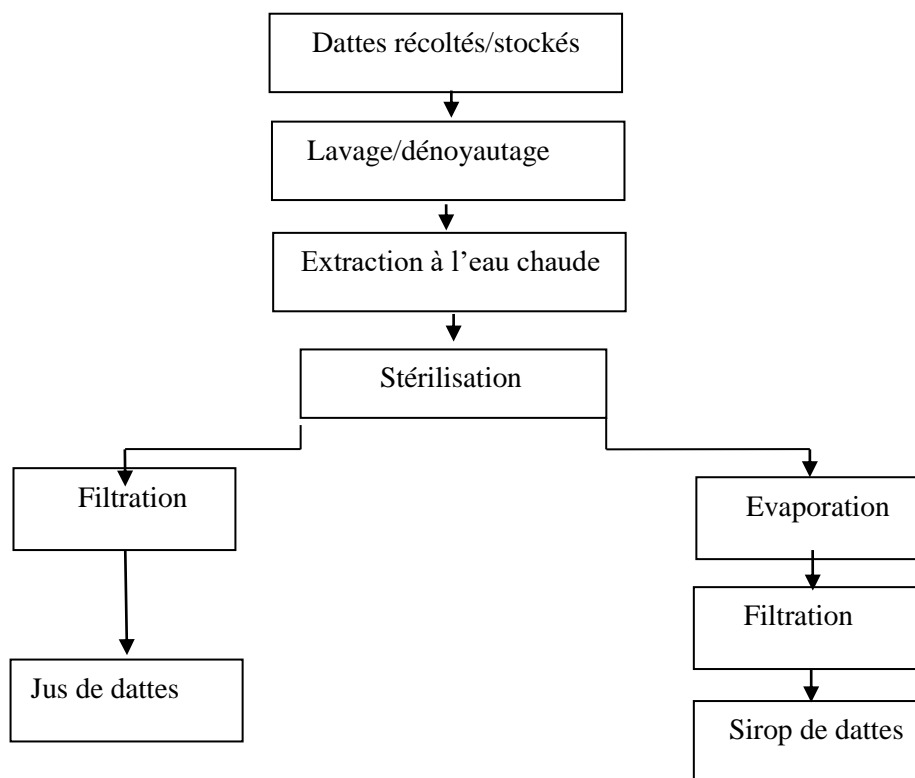 Dattes récoltés/stockés
Lavage/dénoyautage
Extraction à l’eau chaude
Stérilisation
Filtration
Evaporation
Filtration
Jus de dattes
Sirop de dattes